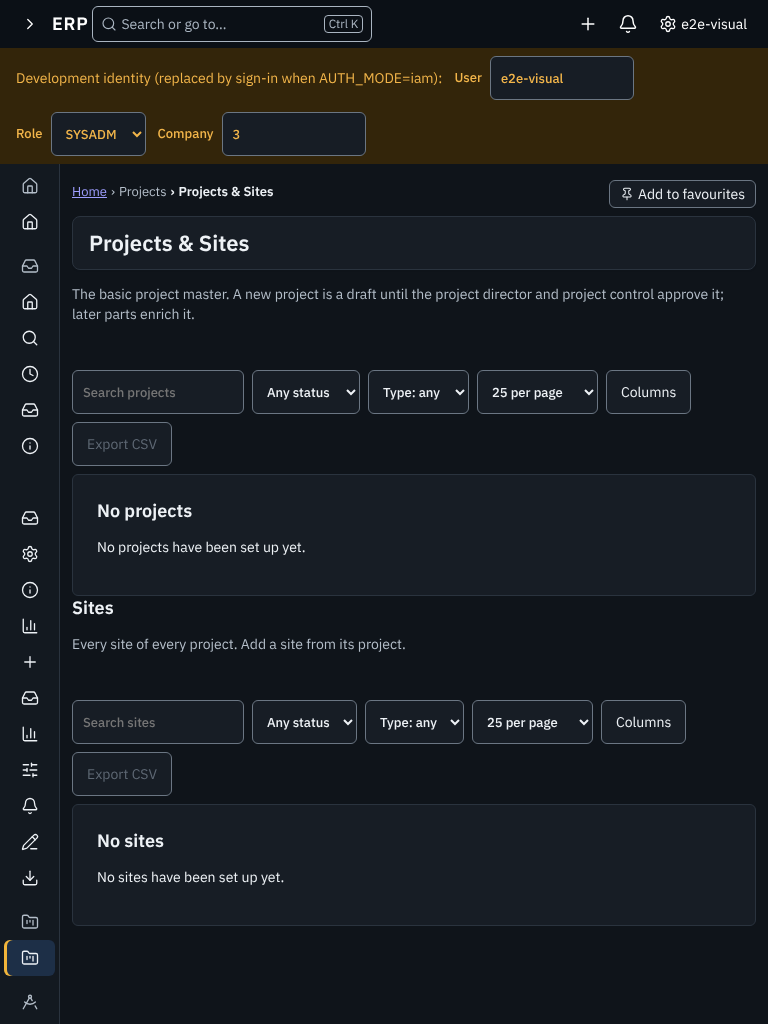 ERP
Search or go to... Ctrl K
e2e-visual
Development identity (replaced by sign-in when AUTH_MODE=iam): User e2e-visual
Role SYSADM Company 3
Home › Projects › Projects & Sites
Add to favourites
Projects & Sites
The basic project master. A new project is a draft until the project director and project control approve it;
later parts enrich it.
Search projects Any status Type: any 25 per page Columns
Export CSV
No projects
No projects have been set up yet.
Sites
Every site of every project. Add a site from its project.
Search sites Any status Type: any 25 per page Columns
Export CSV
No sites
No sites have been set up yet.